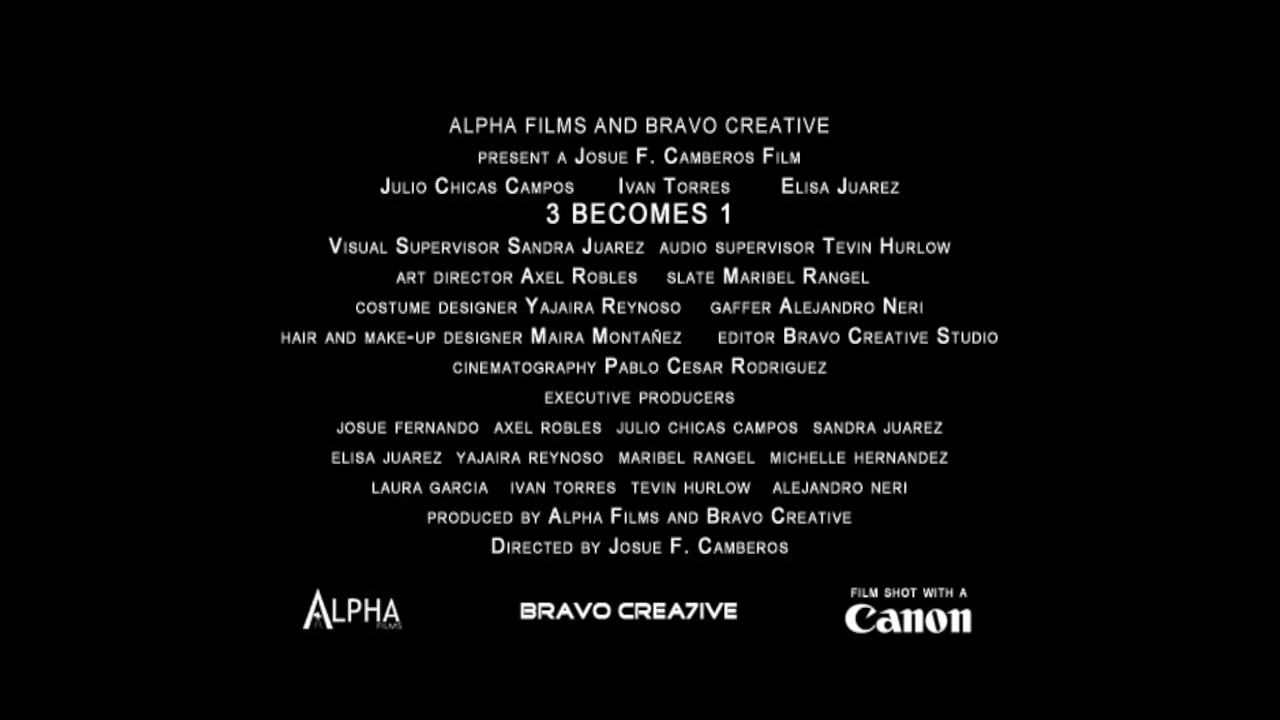 ALPHA FILMS AND BRAVO CREATIVE
PRESENT A JOSUE F. CAMBEROS FILM
JULIO CHICAS CAMPOS IVAN TORRES ELISA JUAREZ
3 BECOMES 1
VISUAL SUPERVISOR SANDRA JUAREZ AUDIO SUPERVISOR TEVIN HURLOW
ART DIRECTOR AXEL ROBLES SLATE MARIBEL RANGEL
COSTUME DESIGNER YAJAIRA REYNOSO GAFFER ALEJANDRO NERI
HAIR AND MAKE-UP DESIGNER MAIRA MONTAÑEZ EDITOR BRAVO CREATIVE STUDIO
CINEMATOGRAPHY PABLO CESAR RODRIGUEZ
EXECUTIVE PRODUCERS
JOSUE FERNANDO AXEL ROBLES JULIO CHICAS CAMPOS SANDRA JUAREZ
ELISA JUAREZ YAJAIRA REYNOSO MARIBEL RANGEL MICHELLE HERNANDEZ
LAURA GARCIA IVAN TORRES TEVIN HURLOW ALEJANDRO NERI
PRODUCED BY ALPHA FILMS AND BRAVO CREATIVE
DIRECTED BY JOSUE F. CAMBEROS
ALPHA FILMS
BRAVO CREA7IVE
FILM SHOT WITH A
Canon